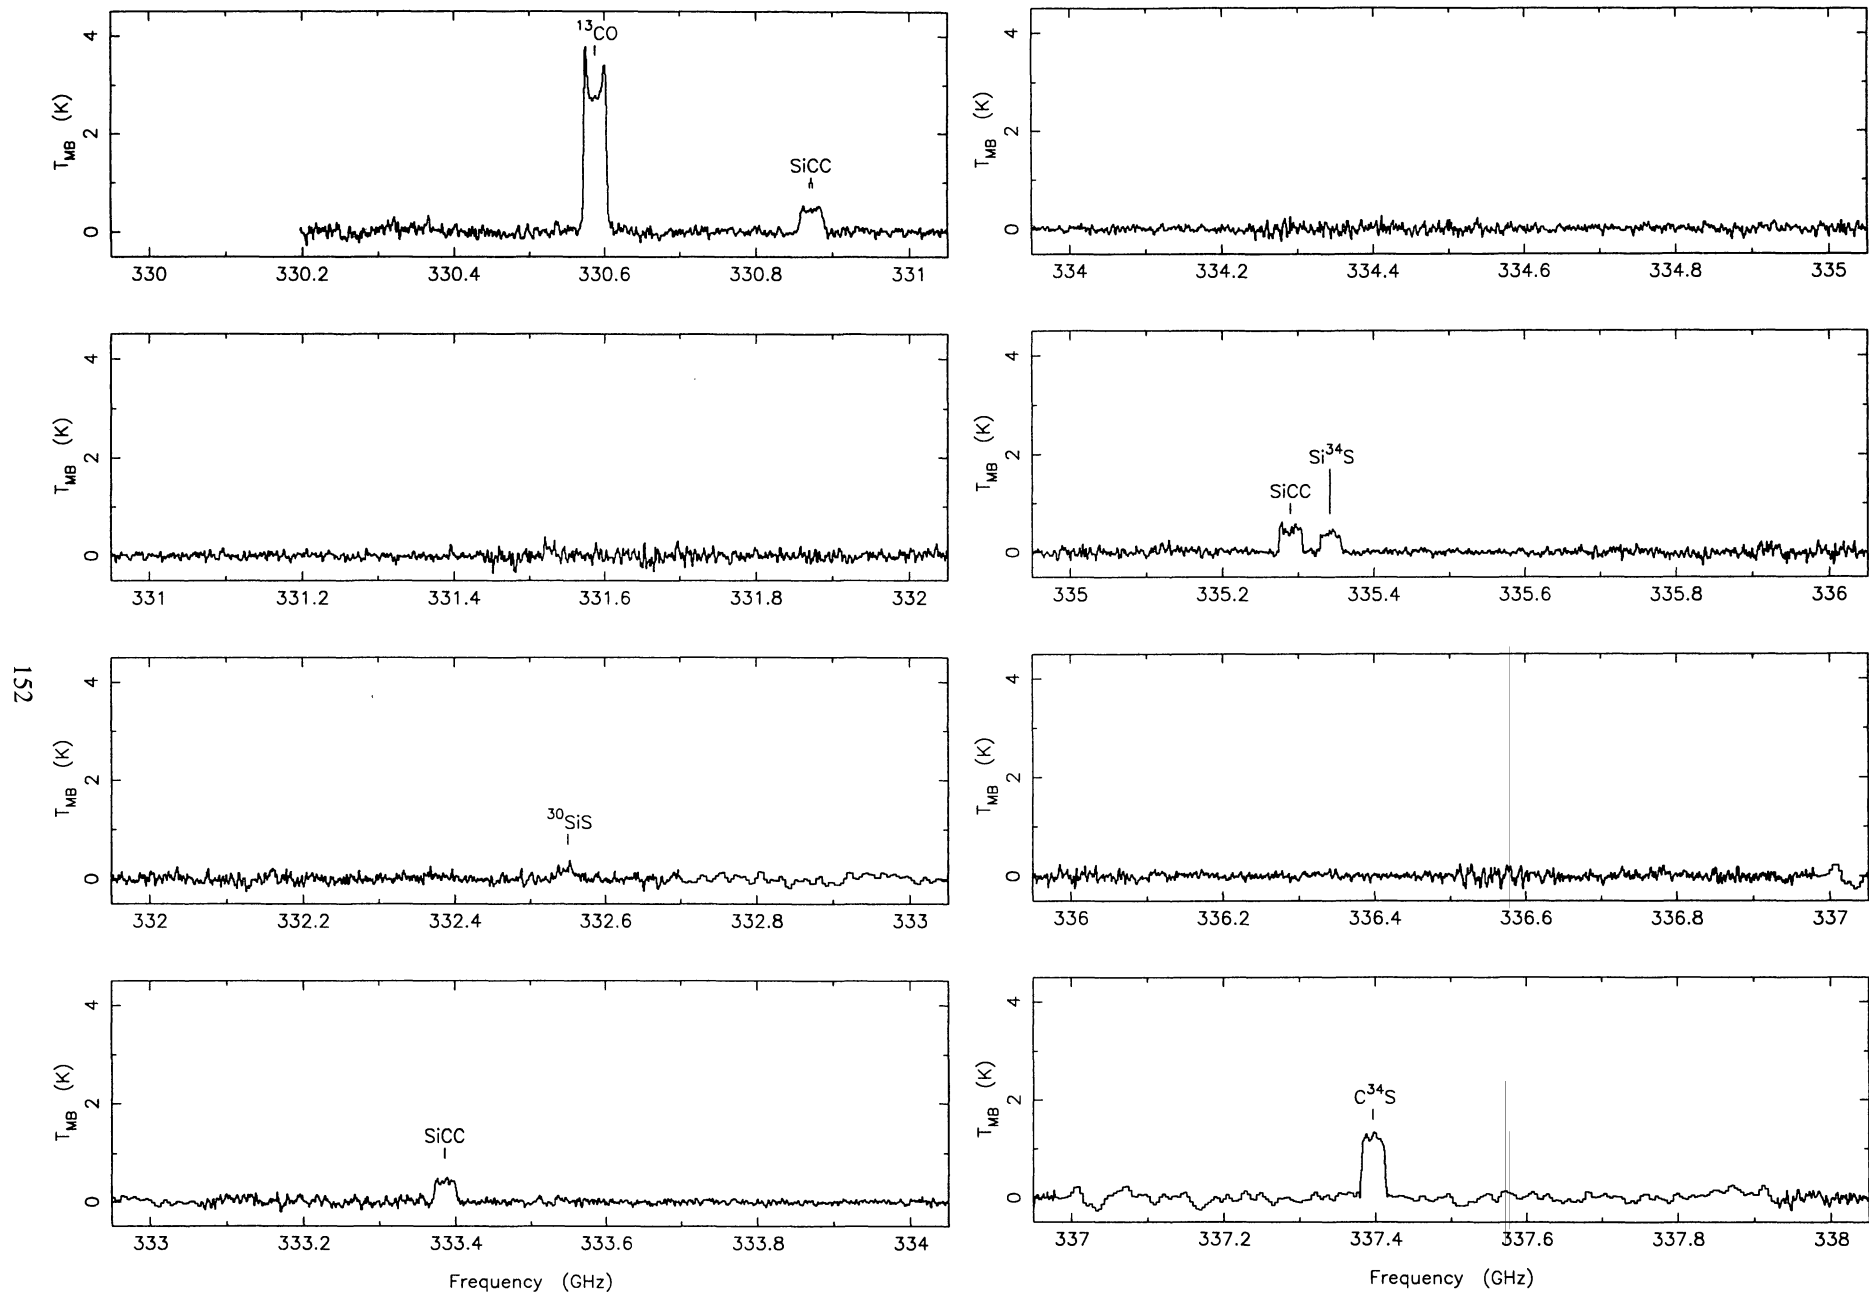 ¹³CO
SiCC
T_MB (K)
4
2
0
330 330.2 330.4 330.6 330.8 331
T_MB (K)
4
2
0
331 331.2 331.4 331.6 331.8 332
³⁰SiS
T_MB (K)
4
2
0
332 332.2 332.4 332.6 332.8 333
SiCC
T_MB (K)
4
2
0
333 333.2 333.4 333.6 333.8 334
Frequency (GHz)
T_MB (K)
4
2
0
334 334.2 334.4 334.6 334.8 335
Si³⁴S
SiCC
T_MB (K)
4
2
0
335 335.2 335.4 335.6 335.8 336
T_MB (K)
4
2
0
336 336.2 336.4 336.6 336.8 337
C³⁴S
T_MB (K)
4
2
0
337 337.2 337.4 337.6 337.8 338
Frequency (GHz)
152